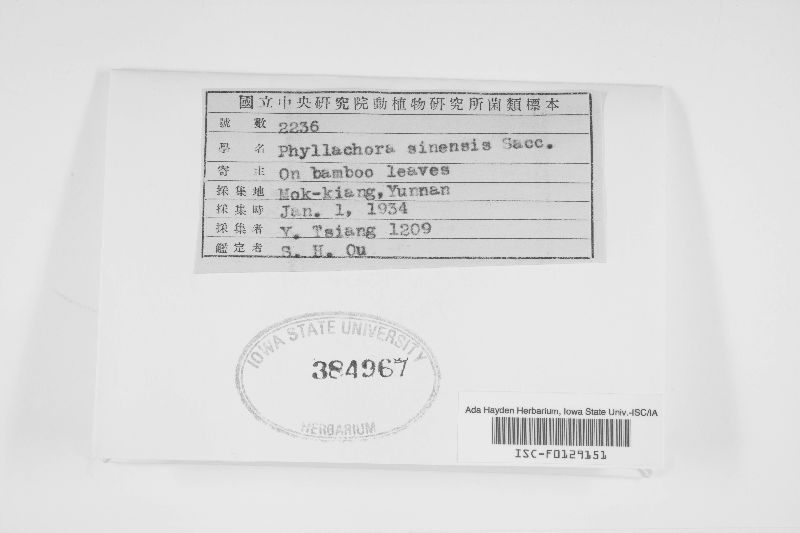 國立中央研究院動植物研究所菌類標本
號數 2236
學名 Phyllachora sinensis Sacc.
寄主 On bamboo leaves
採集地 Mok-kiang, Yunnan
採集時 Jan. 1, 1934
採集者 Y. Tsiang 1209
鑑定者 S. H. Ou
IOWA STATE UNIVERSITY
384967
HERBARIUM
Ada Hayden Herbarium, Iowa State Univ.-ISC/IA
ISC-F0129151